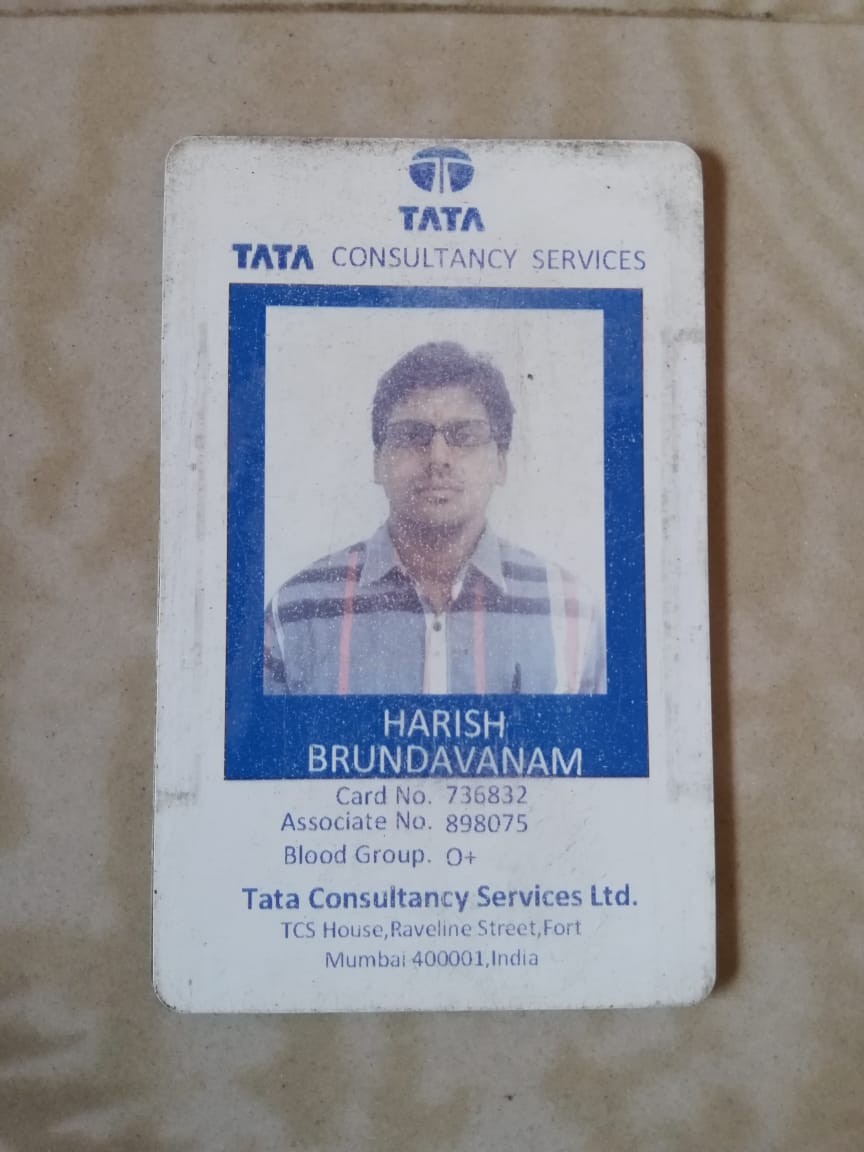 TATA
TATA CONSULTANCY SERVICES
HARISH
BRUNDAVANAM
Card No. 736832
Associate No. 898075
Blood Group. O+
Tata Consultancy Services Ltd.
TCS House,Raveline Street,Fort
Mumbai 400001,India